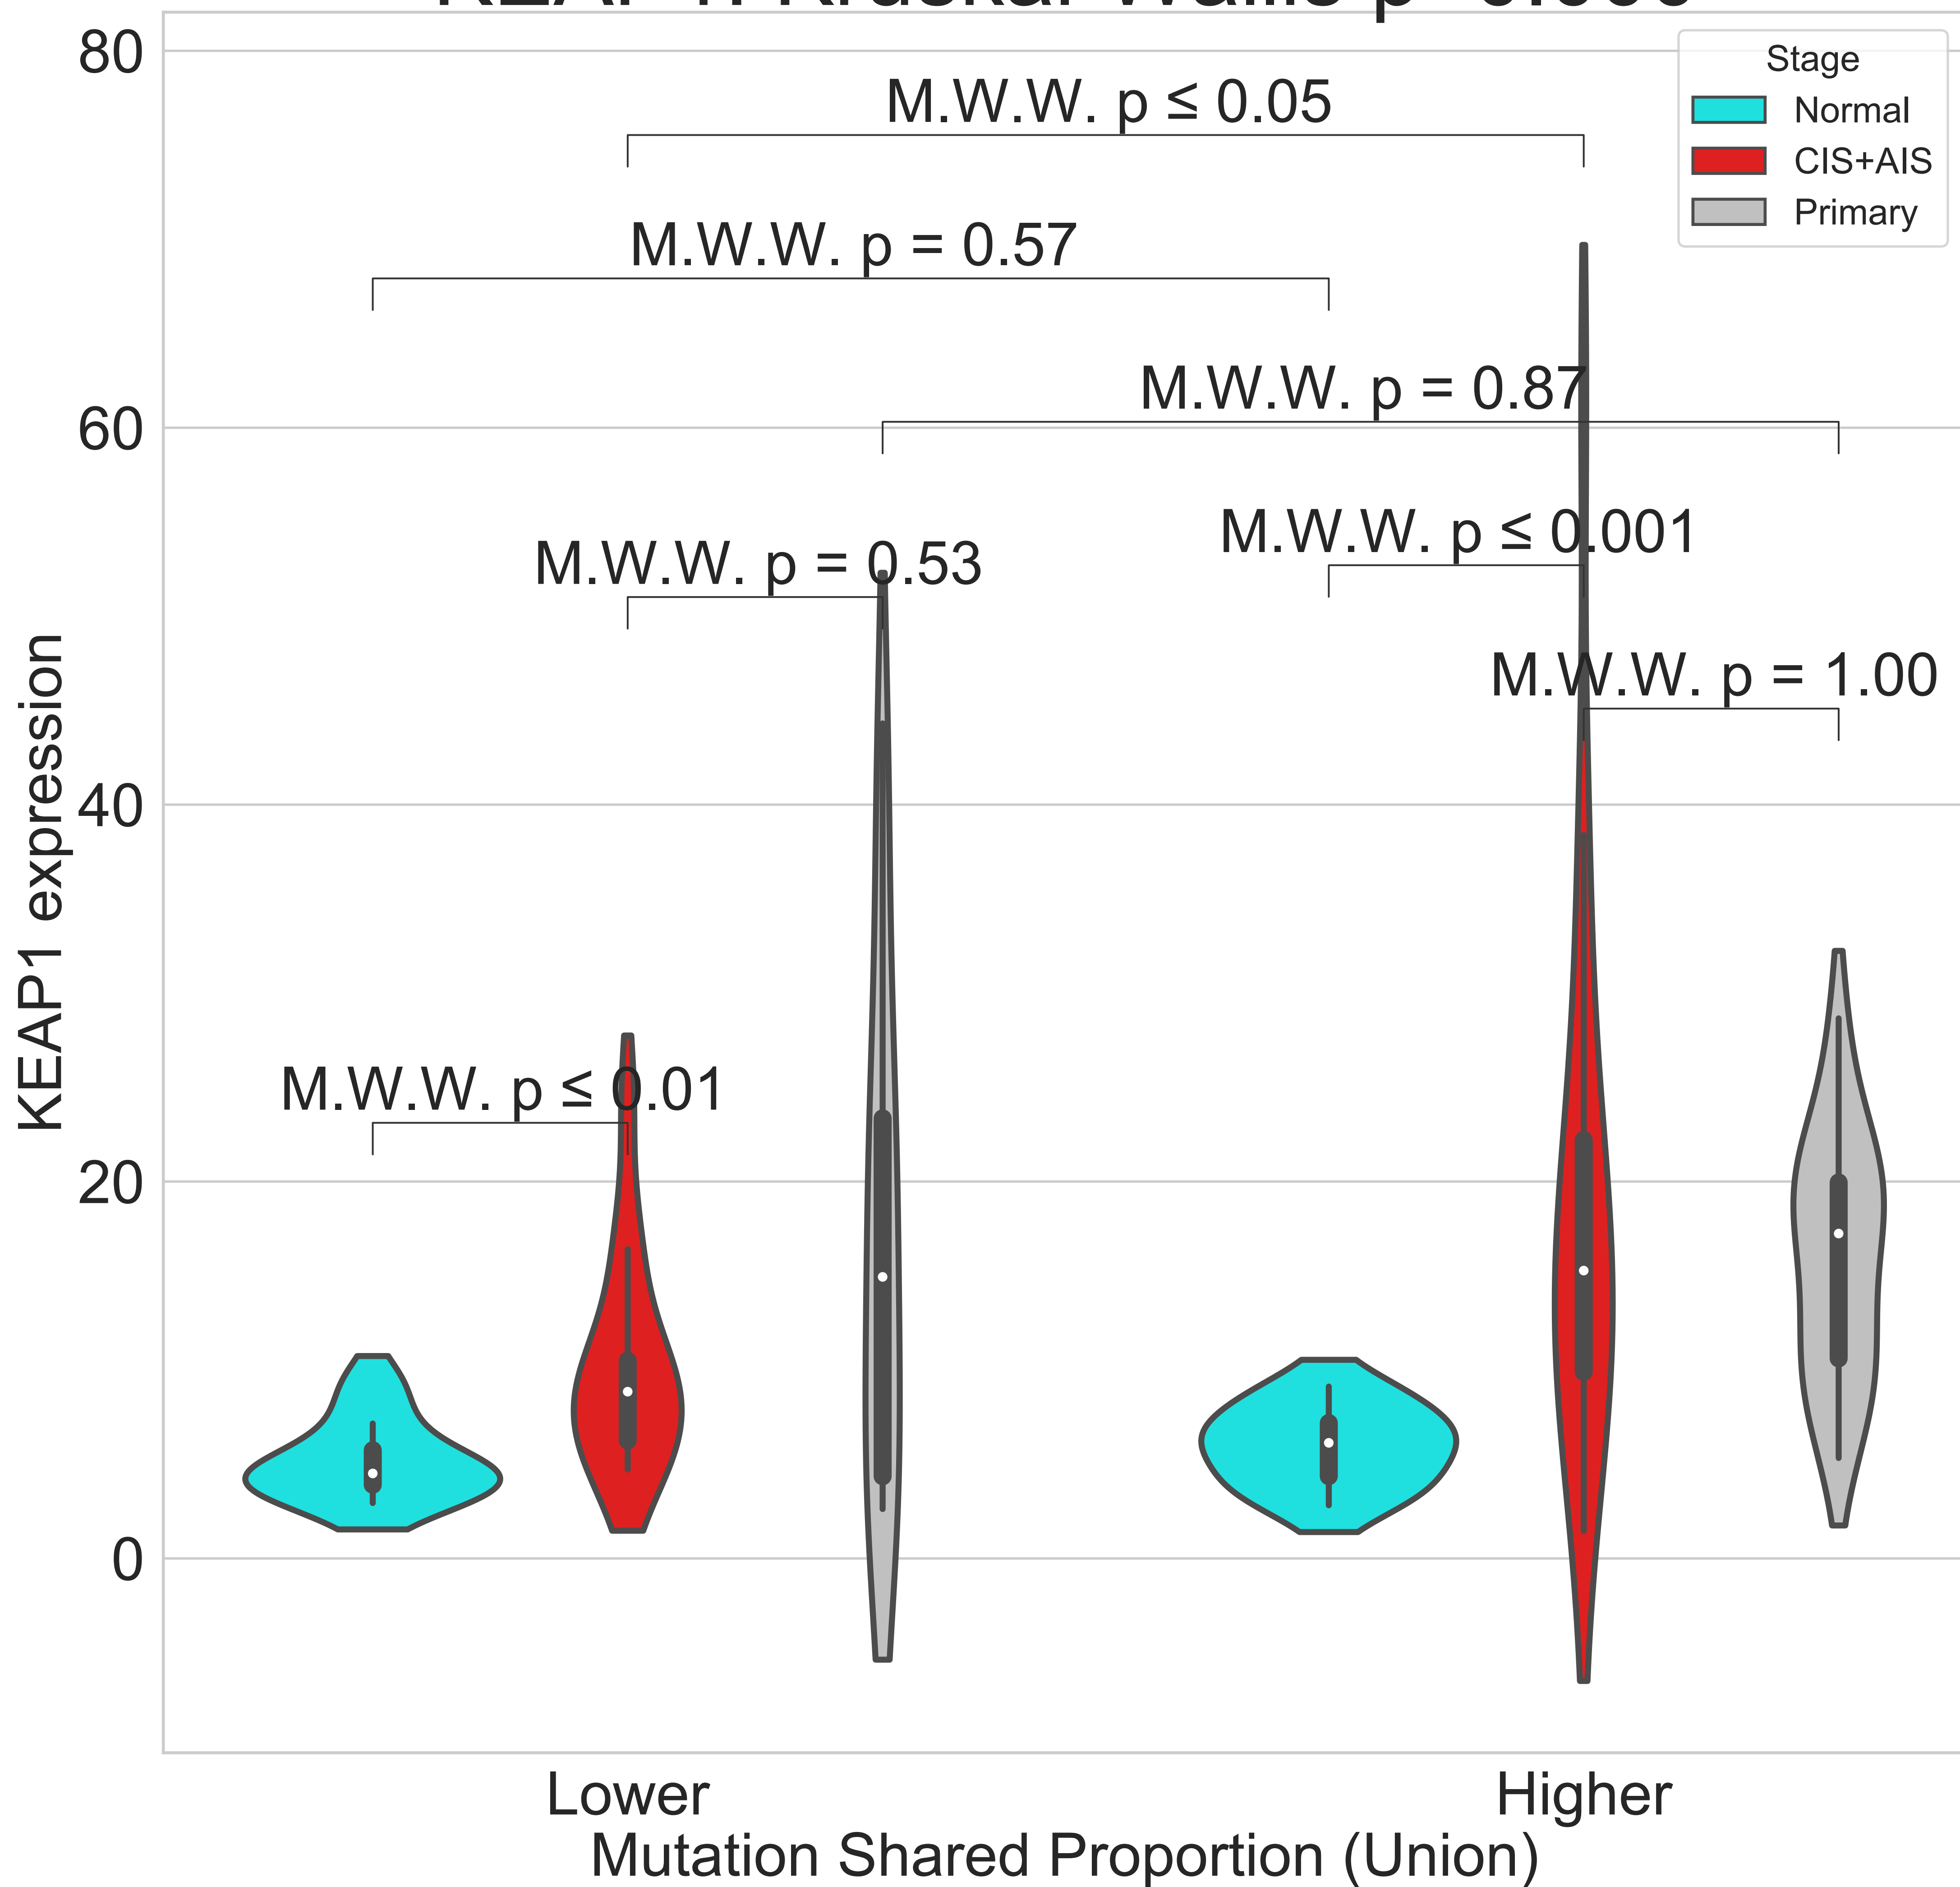 80
60
40
20
0
KEAP1 expression
Stage
Normal
CIS+AIS
Primary
M.W.W. p ≤ 0.05
M.W.W. p = 0.57
M.W.W. p = 0.87
M.W.W. p ≤ 0.001
M.W.W. p = 0.53
M.W.W. p = 1.00
M.W.W. p ≤ 0.01
Lower
Higher
Mutation Shared Proportion (Union)